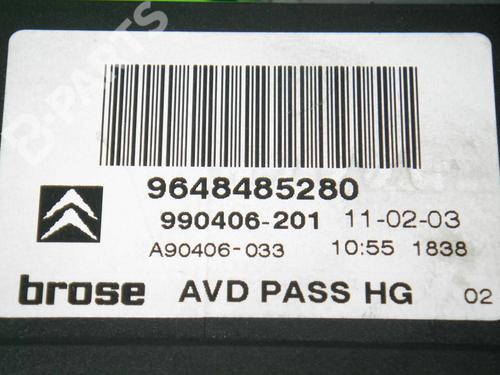 B-PARTS
9648485280
990406-201 11-02-03
A90406-033 10:55 1838
brose AVD PASS HG 02